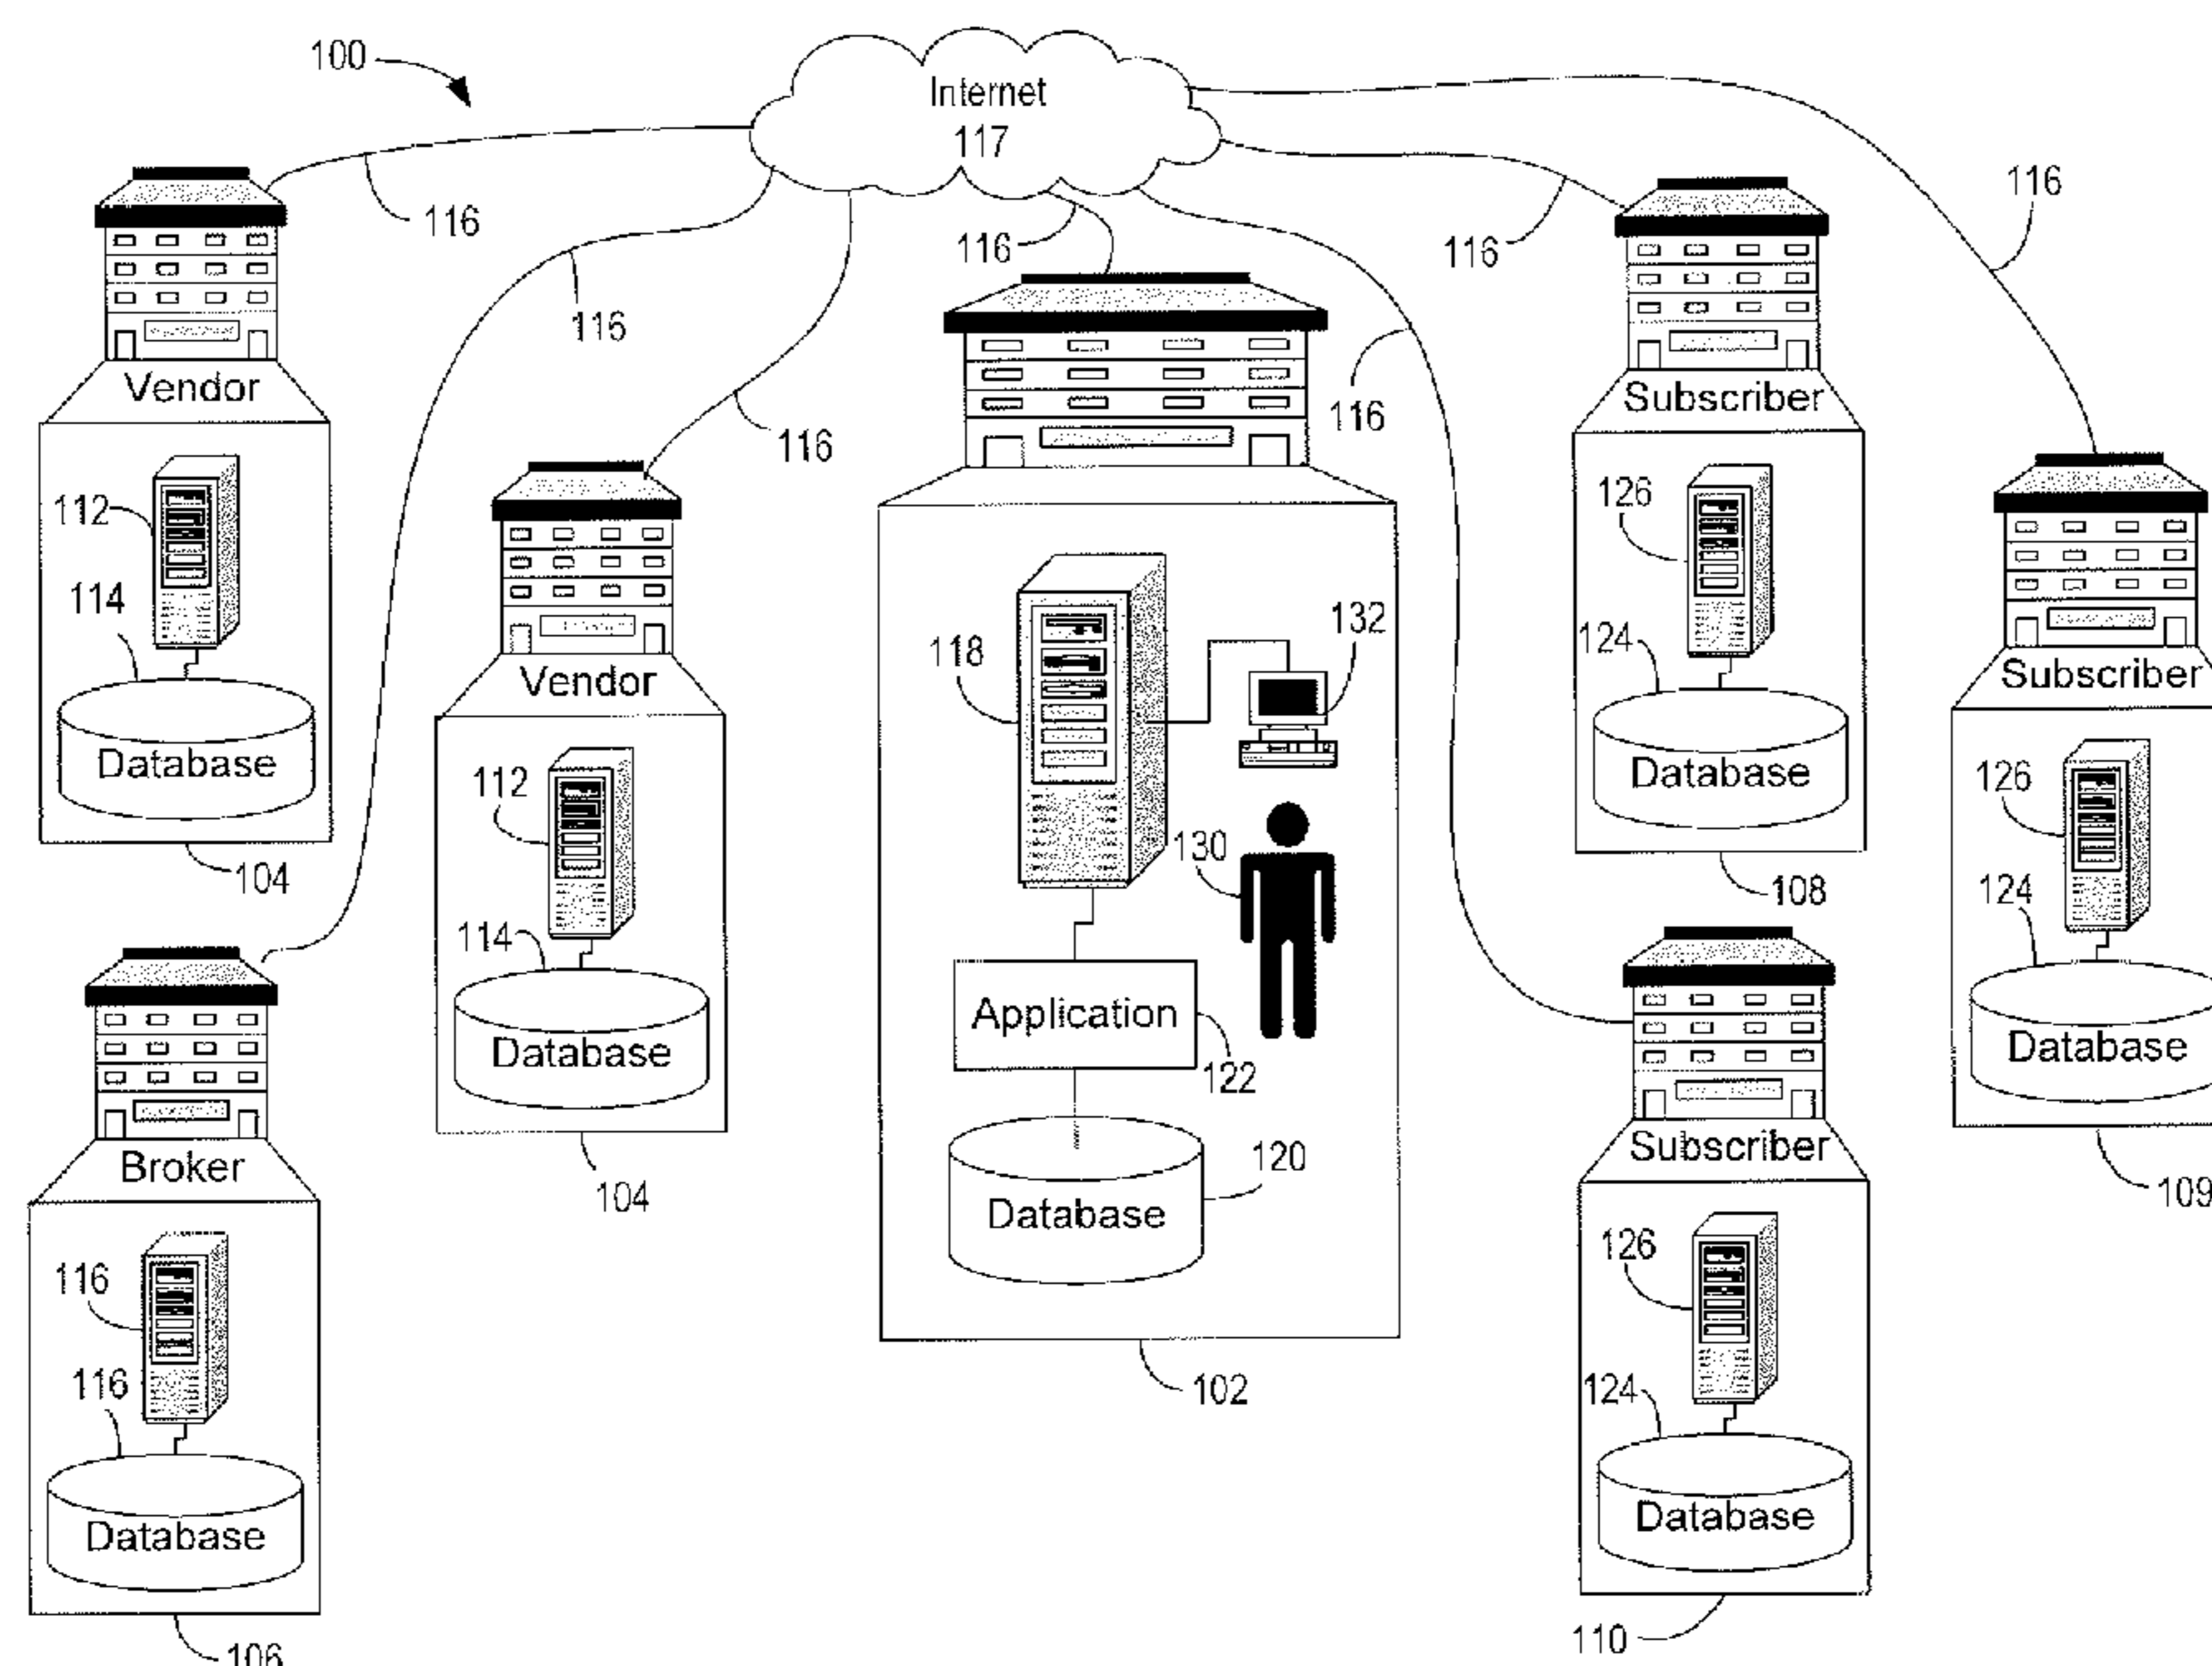 100
Internet
117
116
116
116
116
116
116
116
Vendor
112
114
Database
104
Vendor
112
114
Database
104
Broker
116
116
Database
106
118
132
130
Application
122
120
Database
102
Subscriber
126
124
Database
108
Subscriber
126
124
Database
109
Subscriber
126
124
Database
110